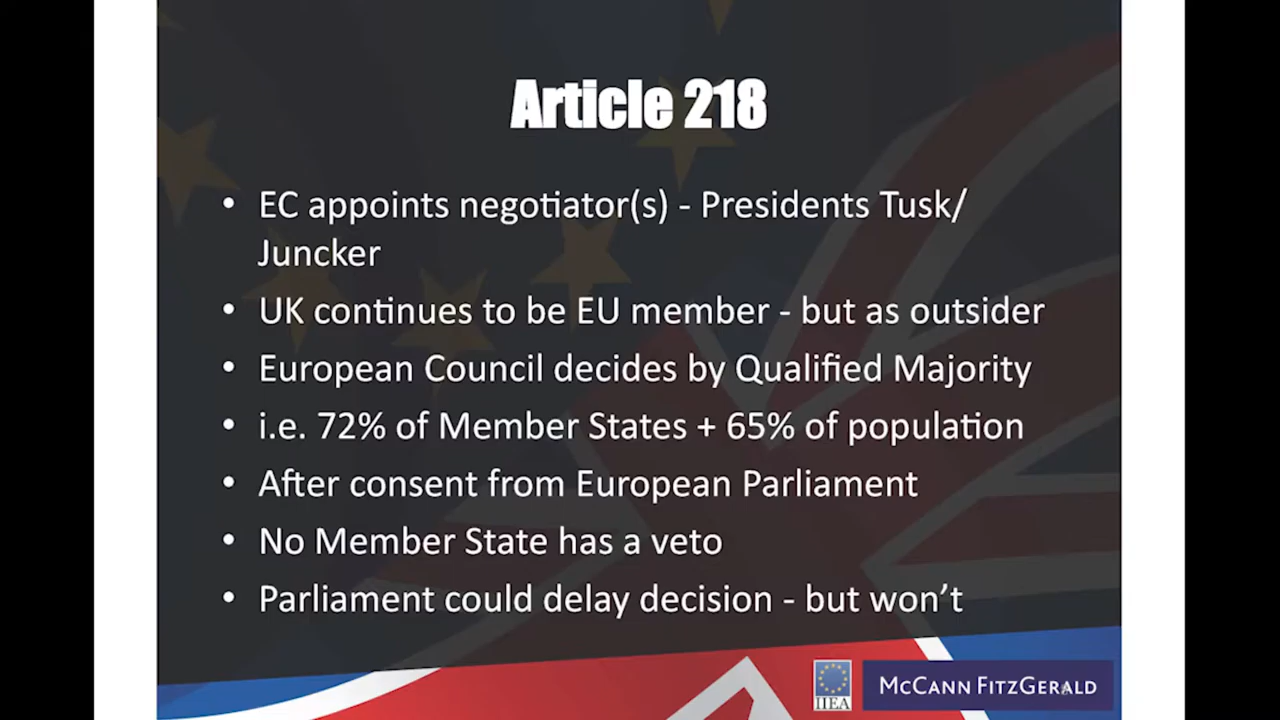 Article 218
• EC appoints negotiator(s) - Presidents Tusk/
Juncker
• UK continues to be EU member - but as outsider
• European Council decides by Qualified Majority
• i.e. 72% of Member States + 65% of population
• After consent from European Parliament
• No Member State has a veto
• Parliament could delay decision - but won't
IIEA
McCANN FITZGERALD